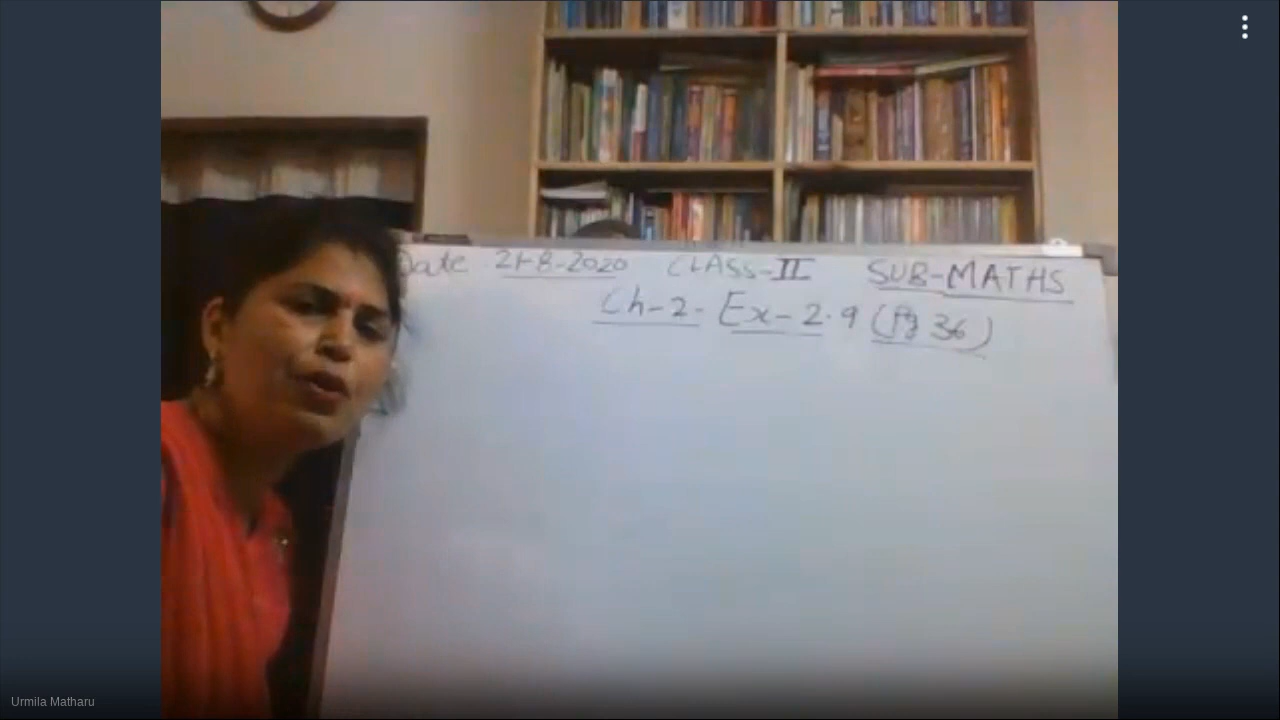 Date 21-8-2020 CLASS-II SUB-MATHS
Ch-2- Ex-2.9 (Pg 36)
Urmila Matharu